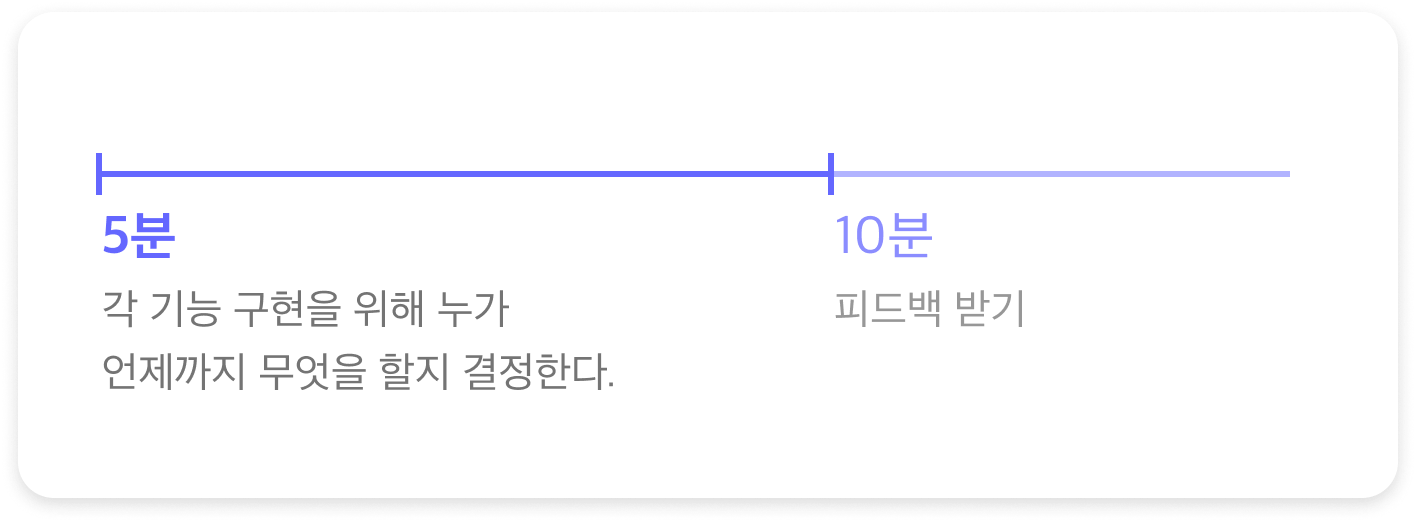 5분
각 기능 구현을 위해 누가
언제까지 무엇을 할지 결정한다.
10분
피드백 받기